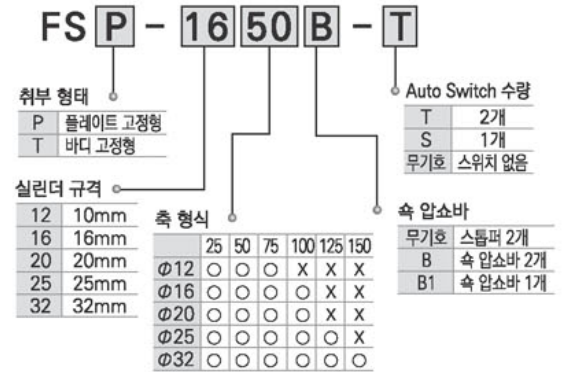 FS P - 16 50 B - T
취부 형태
P 플레이트 고정형
T 바디 고정형
Auto Switch 수량
T 2개
S 1개
무기호 스위치 없음
실린더 규격
12 10mm
16 16mm
20 20mm
25 25mm
32 32mm
축 형식
25 50 75 100 125 150
Φ12 O O O X X X
Φ16 O O O O X X
Φ20 O O O O X X
Φ25 O O O O O X
Φ32 O O O O O O
쇽 압쇼바
무기호 스톱퍼 2개
B 쇽 압쇼바 2개
B1 쇽 압쇼바 1개